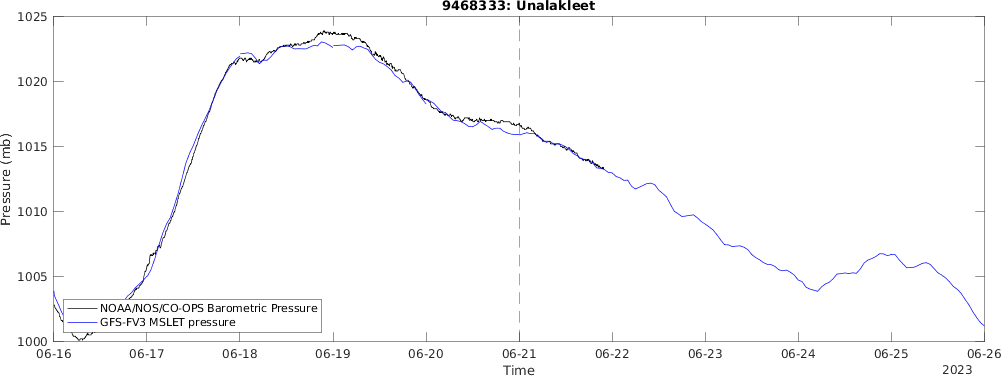 9468333: Unalakleet
Pressure (mb)
1025
1020
1015
1010
1005
1000
NOAA/NOS/CO-OPS Barometric Pressure
GFS-FV3 MSLET pressure
06-16 06-17 06-18 06-19 06-20 06-21 06-22 06-23 06-24 06-25 06-26
Time
2023